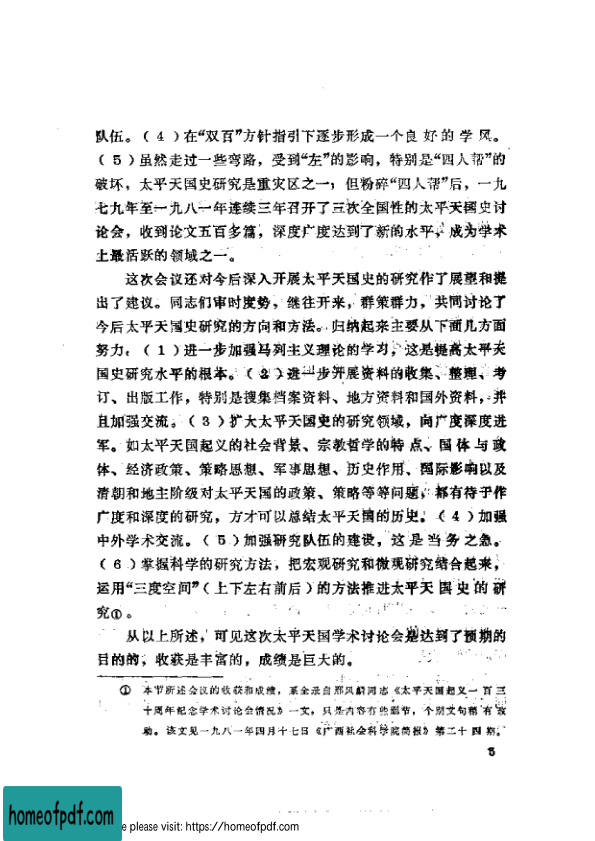 队伍。（4）在“双百”方针指引下逐步形成一个良好的学风。
（5）虽然走过一些弯路，受到“左”的影响，特别是“四人帮”的
破坏，太平天国史研究是重灾区之一；但粉碎“四人帮”后，一九
七九年至一九八一年连续三年召开了三次全国性的太平天国史讨
论会，收到论文五百多篇，深度广度达到了新的水平，成为学术
上最活跃的领域之一。
这次会议还对今后深入开展太平天国史的研究作了展望和提
出了建议。同志们审时度势，继往开来，群策群力，共同讨论了
今后太平天国史研究的方向和方法。归纳起来主要从下面几方面
努力：（1）进一步加强马列主义理论的学习，这是提高太平天
国史研究水平的根本。（2）进一步开展资料的收集、整理、考
订、出版工作，特别是搜集档案资料、地方资料和国外资料，并
且加强交流。（3）扩大太平天国史的研究领域，向广度深度进
军。如太平天国起义的社会背景、宗教哲学的特点、国体与政
体、经济政策、策略思想、军事思想、历史作用、国际影响以及
清朝和地主阶级对太平天国的政策、策略等等问题，都有待于作
广度和深度的研究，方才可以总结太平天国的历史。（4）加强
中外学术交流。（5）加强研究队伍的建设，这是当务之急。
（6）掌握科学的研究方法，把宏观研究和微观研究结合起来，
运用“三度空间”（上下左右前后）的方法推进太平天国史的研
究①。
从以上所述，可见这次太平天国学术讨论会是达到了预期的
目的的，收获是丰富的，成绩是巨大的。
① 本节所述会议的收获和成绩，系全录自邢凤麟同志《太平天国起义一百三
十周年纪念学术讨论会情况》一文，只是内容有些删节，个别文句稍有改
动。该文见一九八一年四月十七日《广西社会科学院简报》第二十四期。
3
homeofpdf.com
e please visit: https://homeofpdf.com